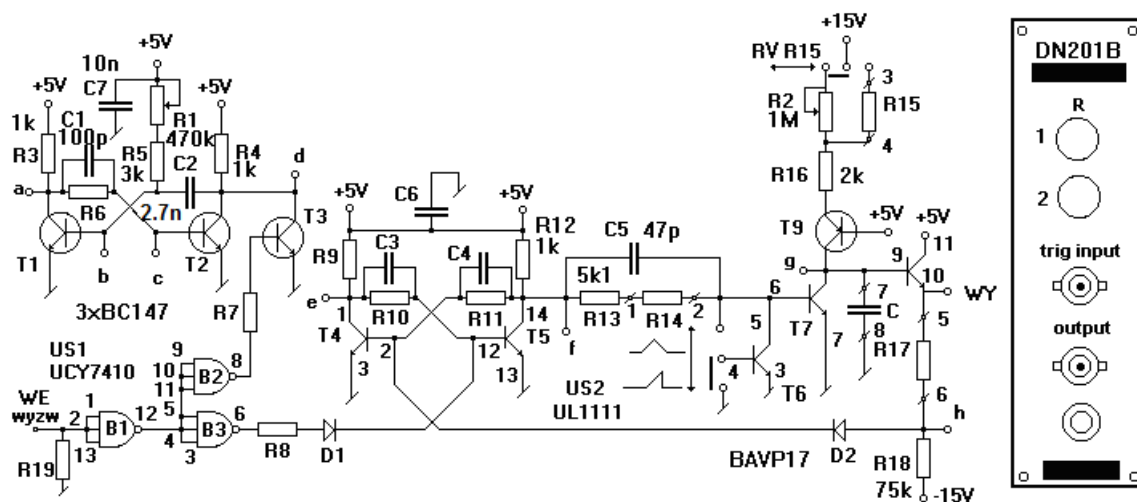 +15V
+5V
RV R15
3
DN201B
10n
C7
+5V
+5V
R1
470k
R2
1M
R15
R
1k
C1
100p
1
R3
R5
3k
C2
R4
1k
d
4
a
R6
2.7n
T3
+5V
C6
+5V
R16
2k
2
T1
b
c
T2
R12
1k
C5
47p
T9
+5V
+5V
11
trig input
R9
C3
C4
5k1
g
9
10
WY
e
1
R10
R11
14
R13
1
R14
2
6
7
C
5
3xBC147
R7
T4
T5
f
5
T7
7
8
output
R17
2
12
US1
UCY7410
9
10
11
8
B2
3
13
US2
UL1111
4
3
T6
6
WE
wyzw
1
2
13
B1
12
5
4
3
B3
6
R8
D1
BAVP17
D2
h
R19
R18
75k
-15V